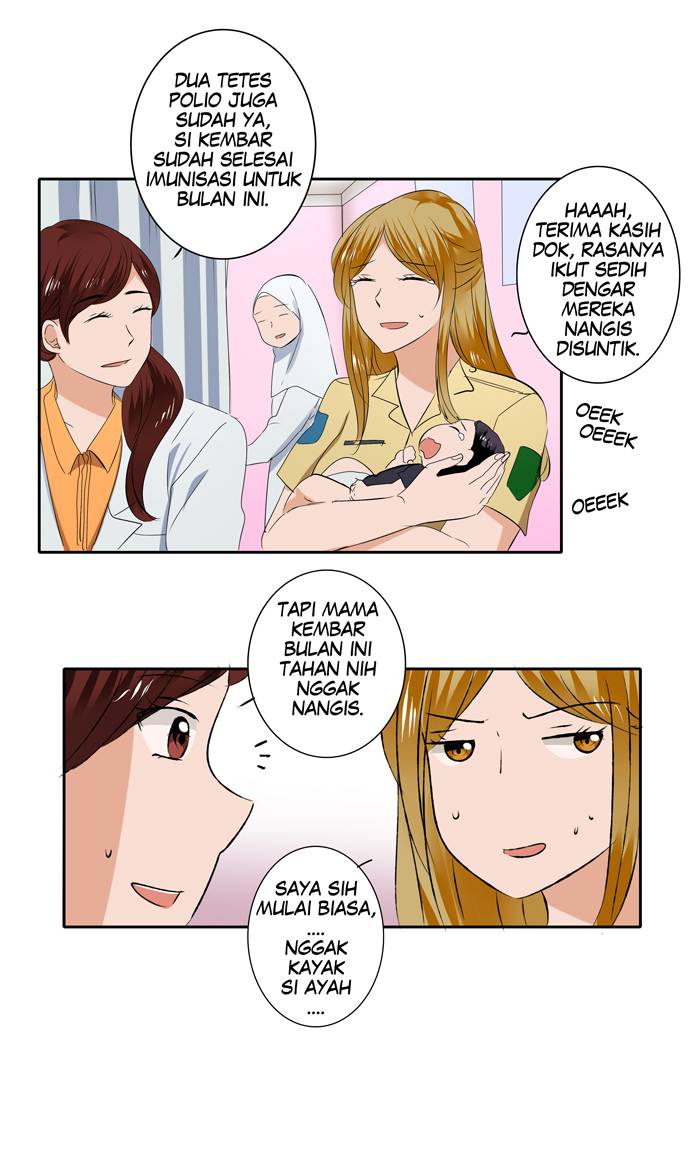 DUA TETES
POLIO JUGA
SUDAH YA,
SI KEMBAR
SUDAH SELESAI
IMUNISASI UNTUK
BULAN INI.
HAAAH,
TERIMA KASIH
DOK, RASANYA
IKUT SEDIH
DENGAR
MEREKA
NANGIS
DISUNTIK.
OEEK
OEEEK
OEEEK
TAPI MAMA
KEMBAR
BULAN INI
TAHAN NIH
NGGAK
NANGIS.
SAYA SIH
MULAI BIASA,
....
NGGAK
KAYAK
SI AYAH
....